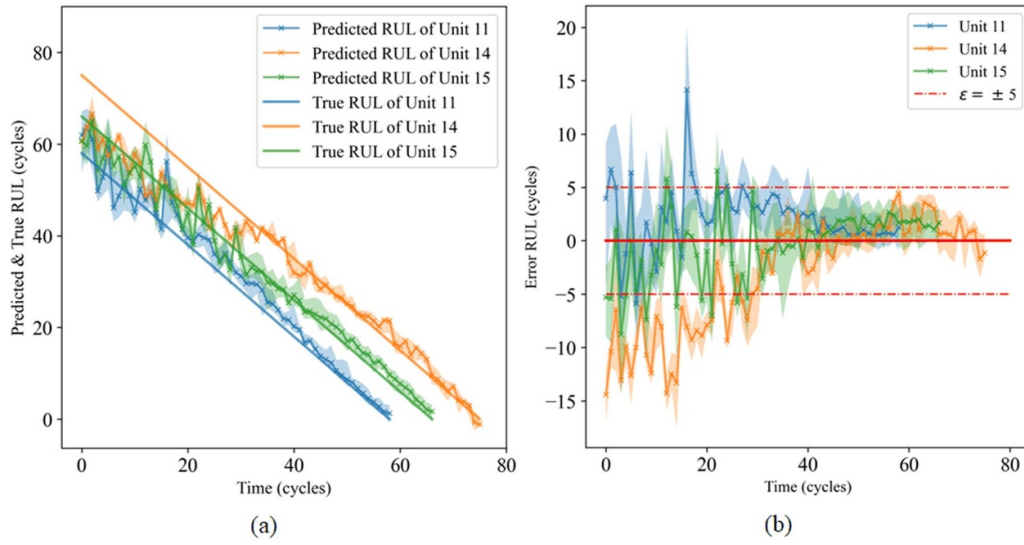 Predicted & True RUL (cycles)
80
60
40
20
0
Predicted RUL of Unit 11
Predicted RUL of Unit 14
Predicted RUL of Unit 15
True RUL of Unit 11
True RUL of Unit 14
True RUL of Unit 15
0 20 40 60 80
Time (cycles)
(a)
Error RUL (cycles)
20
15
10
5
0
−5
−10
−15
Unit 11
Unit 14
Unit 15
ε = ± 5
0 20 40 60 80
Time (cycles)
(b)